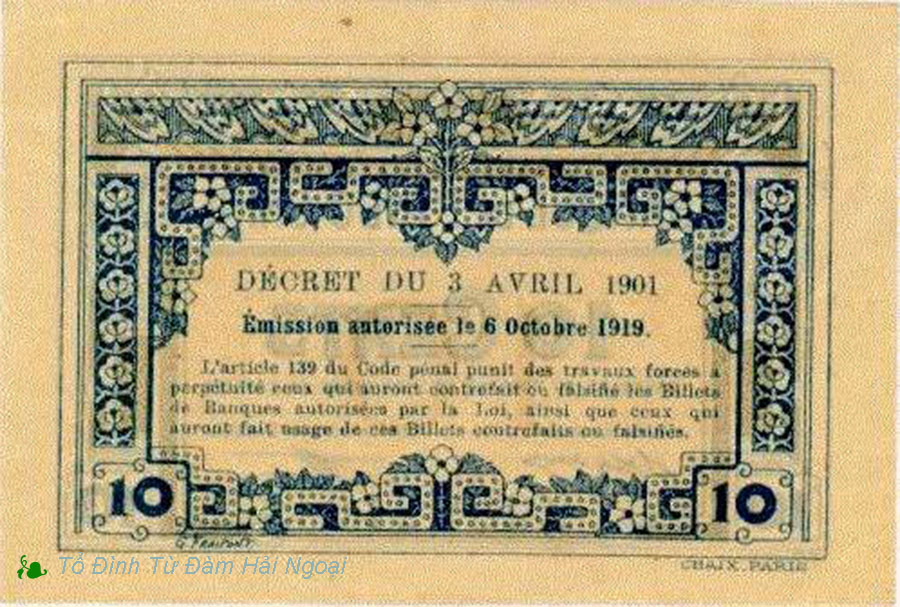 DÉCRET DU 3 AVRIL 1901
Émission autorisée le 6 Octobre 1919.
L'article 139 du Code pénal punit des travaux forcés à
perpétuité ceux qui auront contrefait ou falsifié les Billets
de Banques autorisées par la Loi, ainsi que ceux qui
auront fait usage de ces Billets contrefaits ou falsifiés.
10 10
Tổ Đình Từ Đàm Hải Ngoại
CHAIX. PARIS